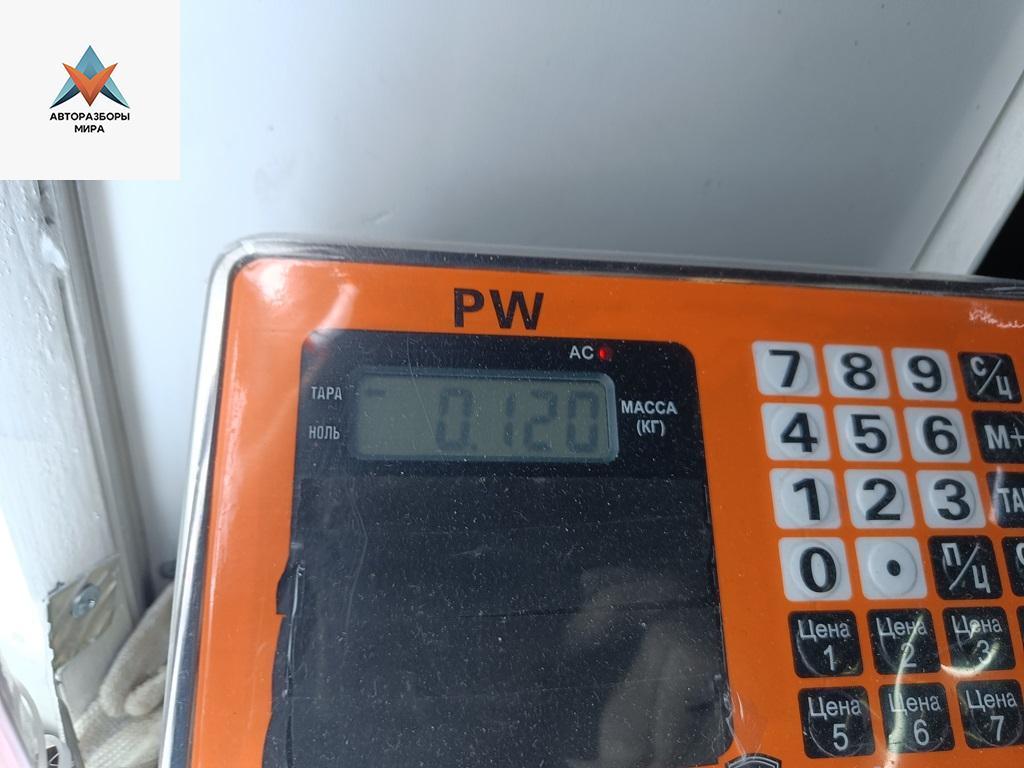 АВТОРАЗБОРЫ
МИРА
PW
AC
ТАРА
НОЛЬ
0.120
МАССА
(КГ)
7 8 9 С/Ц
4 5 6 М+
1 2 3 ТА
0 . П/Ц
Цена 1 Цена 2 Цена 3
Цена 5 Цена 6 Цена 7